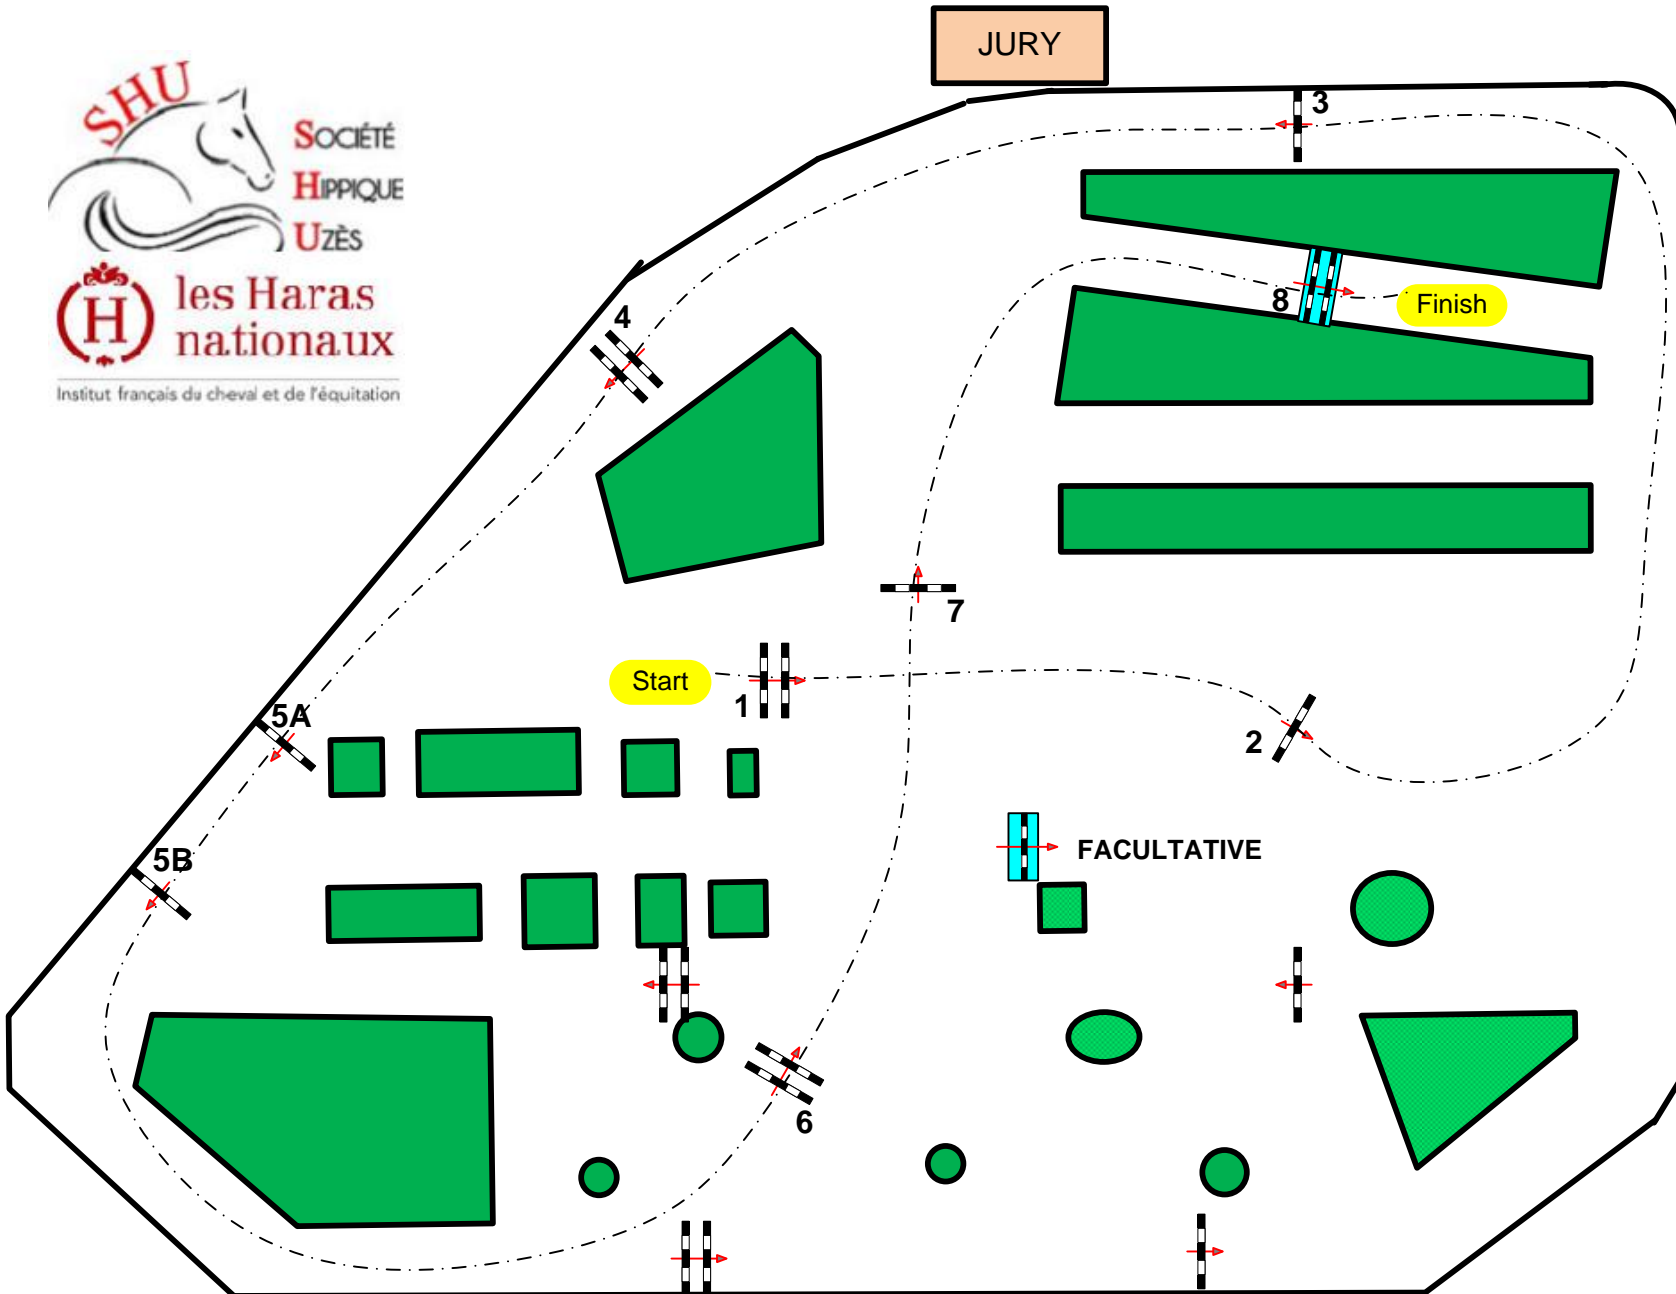 JURY
SHU
SOCIÉTÉ
HIPPIQUE
UZÈS
H
les Haras
nationaux
Institut français du cheval et de l'équitation
3
4
8
Finish
7
Start
1
5A
2
5B
FACULTATIVE
6